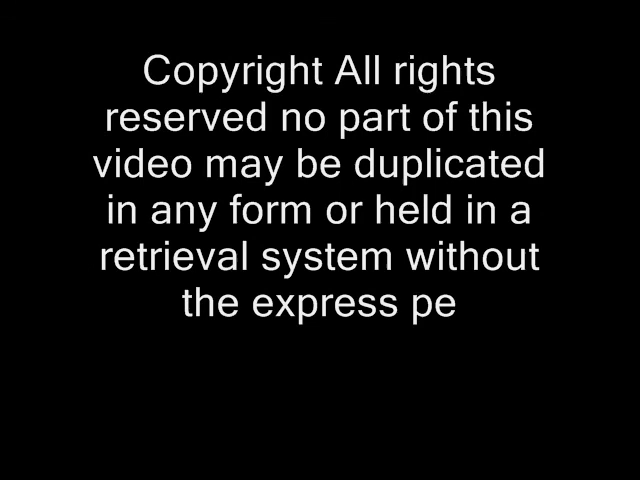 Copyright All rights
reserved no part of this
video may be duplicated
in any form or held in a
retrieval system without
the express pe